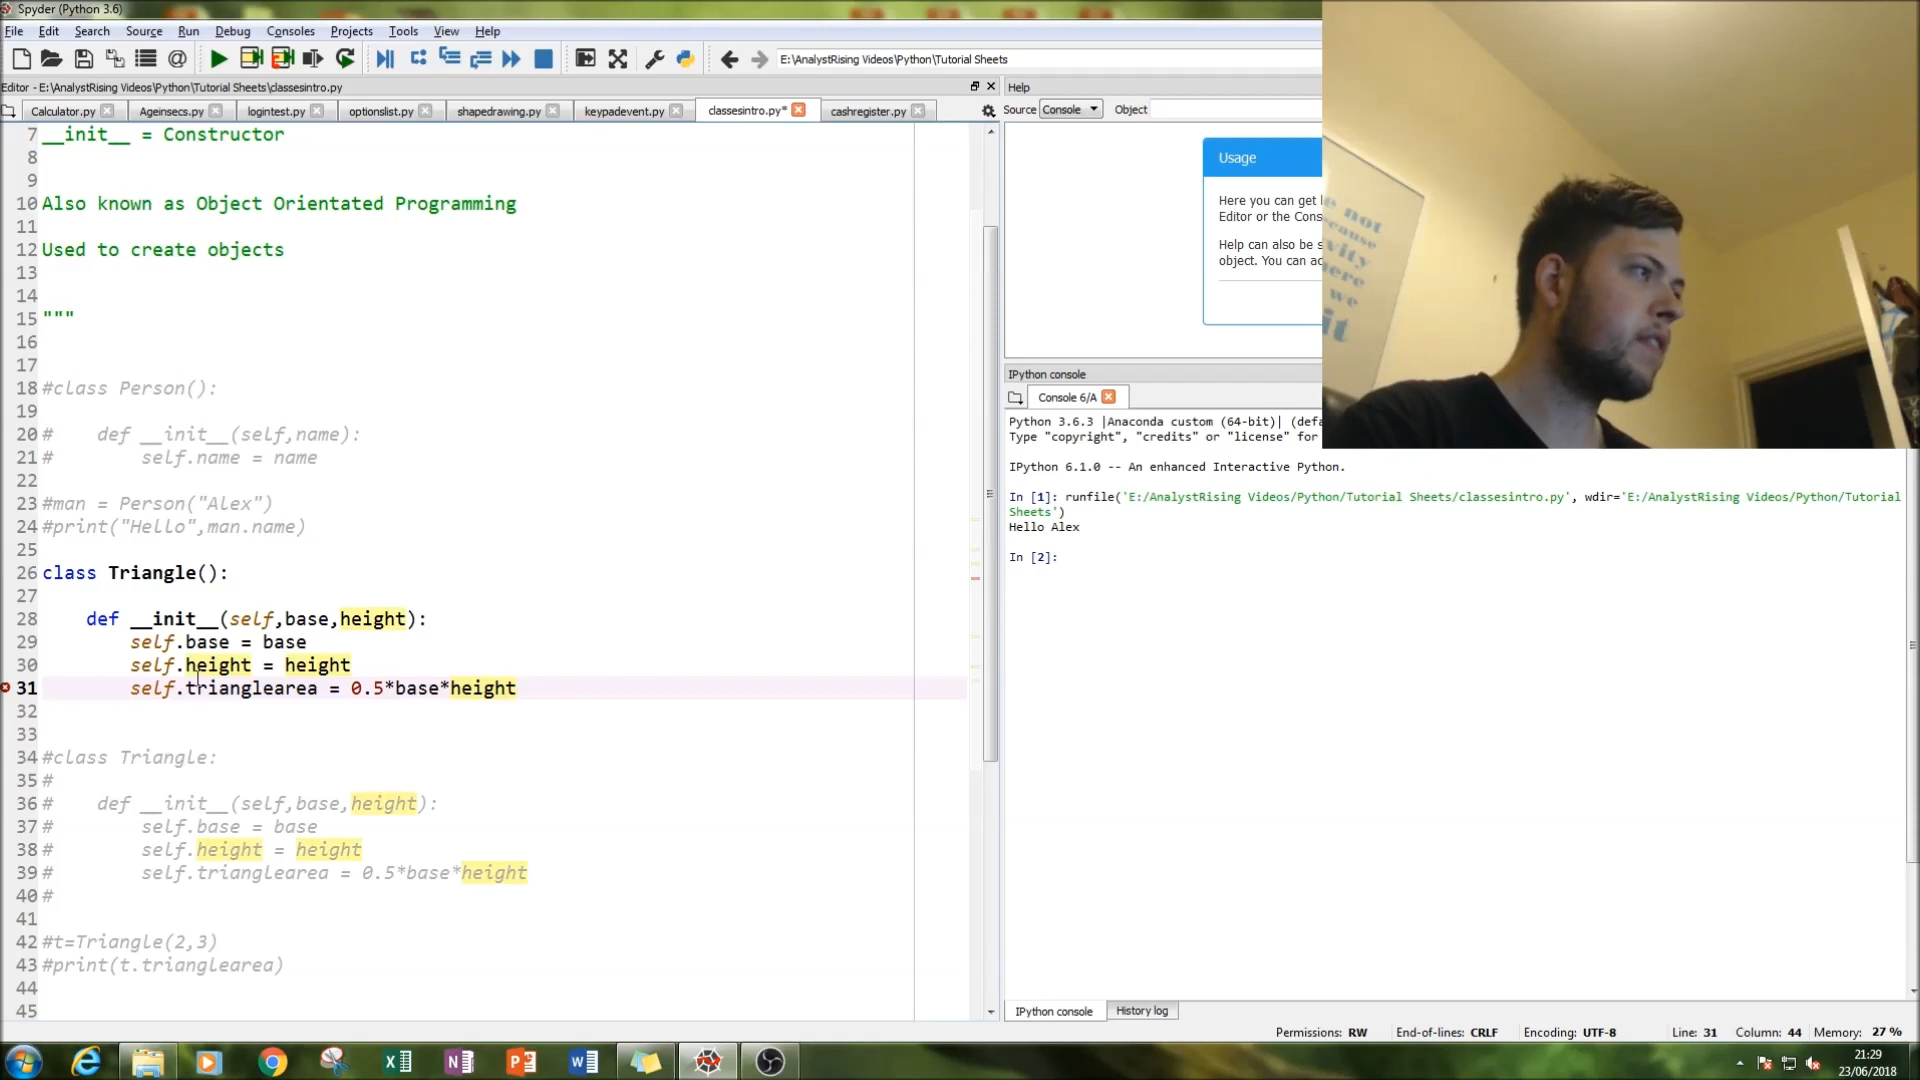 Spyder (Python 3.6)
File Edit Search Source Run Debug Consoles Projects Tools View Help
E:\AnalystRising Videos\Python\Tutorial Sheets
Editor - E:\AnalystRising Videos\Python\Tutorial Sheets\classesintro.py
Help
Calculator.py Ageinsecs.py logintest.py optionslist.py shapedrawing.py keypadevent.py classesintro.py* cashregister.py
Source Console Object
7 __init__ = Constructor
8
9
10 Also known as Object Orientated Programming
11
12 Used to create objects
13
14
15 """
16
17
18 #class Person():
19
20 #    def __init__(self,name):
21 #        self.name = name
22
23 #man = Person("Alex")
24 #print("Hello",man.name)
25
26 class Triangle():
27
28     def __init__(self,base,height):
29         self.base = base
30         self.height = height
31         self.trianglearea = 0.5*base*height
32
33
34 #class Triangle:
35 #
36 #    def __init__(self,base,height):
37 #        self.base = base
38 #        self.height = height
39 #        self.trianglearea = 0.5*base*height
40 #
41
42 #t=Triangle(2,3)
43 #print(t.trianglearea)
44
45
Usage
Here you can get
Editor or the Cons
Help can also be s
object. You can ac
not
cause
vity
here
we
it
IPython console
Console 6/A
Python 3.6.3 |Anaconda custom (64-bit)| (defa
Type "copyright", "credits" or "license" for
IPython 6.1.0 -- An enhanced Interactive Python.
In [1]: runfile('E:/AnalystRising Videos/Python/Tutorial Sheets/classesintro.py', wdir='E:/AnalystRising Videos/Python/Tutorial
Sheets')
Hello Alex
In [2]:
IPython console History log
Permissions: RW End-of-lines: CRLF Encoding: UTF-8 Line: 31 Column: 44 Memory: 27 %
21:29
23/06/2018